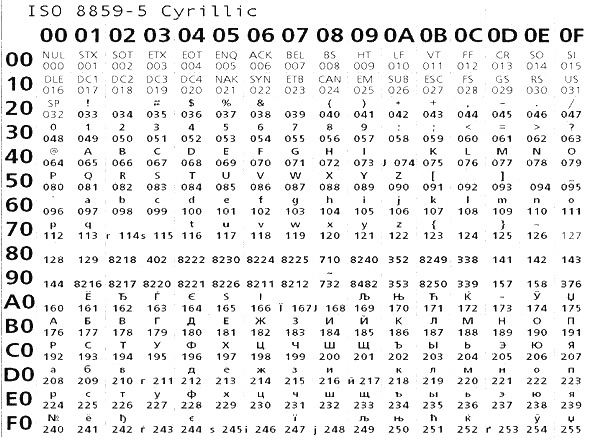 ISO 8859-5 Cyrillic
00 01 02 03 04 05 06 07 08 09 0A 0B 0C 0D 0E 0F
00 NUL STX SOT ETX EOT ENQ ACK BEL BS HT LF VT FF CR SO SI
000 001 002 003 004 005 006 007 008 009 010 011 012 013 014 015
10 DLE DC1 DC2 DC3 DC4 NAK SYN ETB CAN EM SUB ESC FS GS RS US
016 017 018 019 020 021 022 023 024 025 026 027 028 029 030 031
20 SP ! # $ % & ( ) * + , - . /
032 033 034 035 036 037 038 039 040 041 042 043 044 045 046 047
30 0 1 2 3 4 5 6 7 8 9 : ; < = > ?
048 049 050 051 052 053 054 055 056 057 058 059 060 061 062 063
40 @ A B C D E F G H I K L M N O
064 065 066 067 068 069 070 071 072 073 J 074 075 076 077 078 079
50 P Q R S T U V W X Y Z [ ] _
080 081 082 083 084 085 086 087 088 089 090 091 092 093 094 095
60 ` a b c d e f g h i j k l m n o
096 097 098 099 100 101 102 103 104 105 106 107 108 109 110 111
70 p q t u v w x y z { } ~
112 113 r 114 s 115 116 117 118 119 120 121 122 123 124 125 126 127
80 128 129 8218 402 8222 8230 8224 8225 710 8240 352 8249 338 141 142 143
90 ~
144 8216 8217 8220 8221 8226 8211 8212 732 8482 353 8250 339 157 158 376
A0 Ё Ђ Ѓ Є Ѕ І Љ Њ Ћ Ќ - Ў Џ
160 161 162 163 164 165 166 Ї 167 Ј 168 169 170 171 172 173 174 175
B0 А Б В Г Д Е Ж З И Й К Л М Н О П
176 177 178 179 180 181 182 183 184 185 186 187 188 189 190 191
C0 Р С Т У Ф Х Ц Ч Ш Щ Ъ Ы Ь Э Ю Я
192 193 194 195 196 197 198 199 200 201 202 203 204 205 206 207
D0 а б в д е ж з и к л м н о п
208 209 210 г 211 212 213 214 215 216 й 217 218 219 220 221 222 223
E0 р с т у ф х ц ч ш щ ъ ы ь э ю я
224 225 226 227 228 229 230 231 232 233 234 235 236 237 238 239
F0 № ё ђ є ї љ њ ћ ќ ў џ
240 241 242 ѓ 243 244 ѕ 245 і 246 247 ј 248 249 250 251 252 ѓ 253 254 255